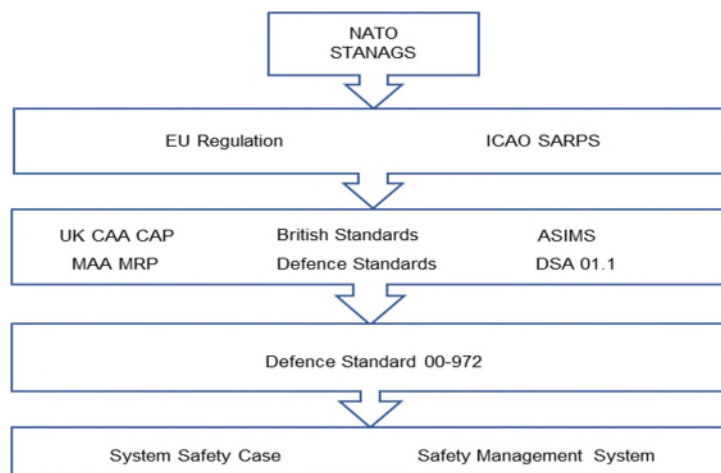 NATO
STANAGS
EU Regulation ICAO SARPS
UK CAA CAP British Standards ASIMS
MAA MRP Defence Standards DSA 01.1
Defence Standard 00-972
System Safety Case Safety Management System